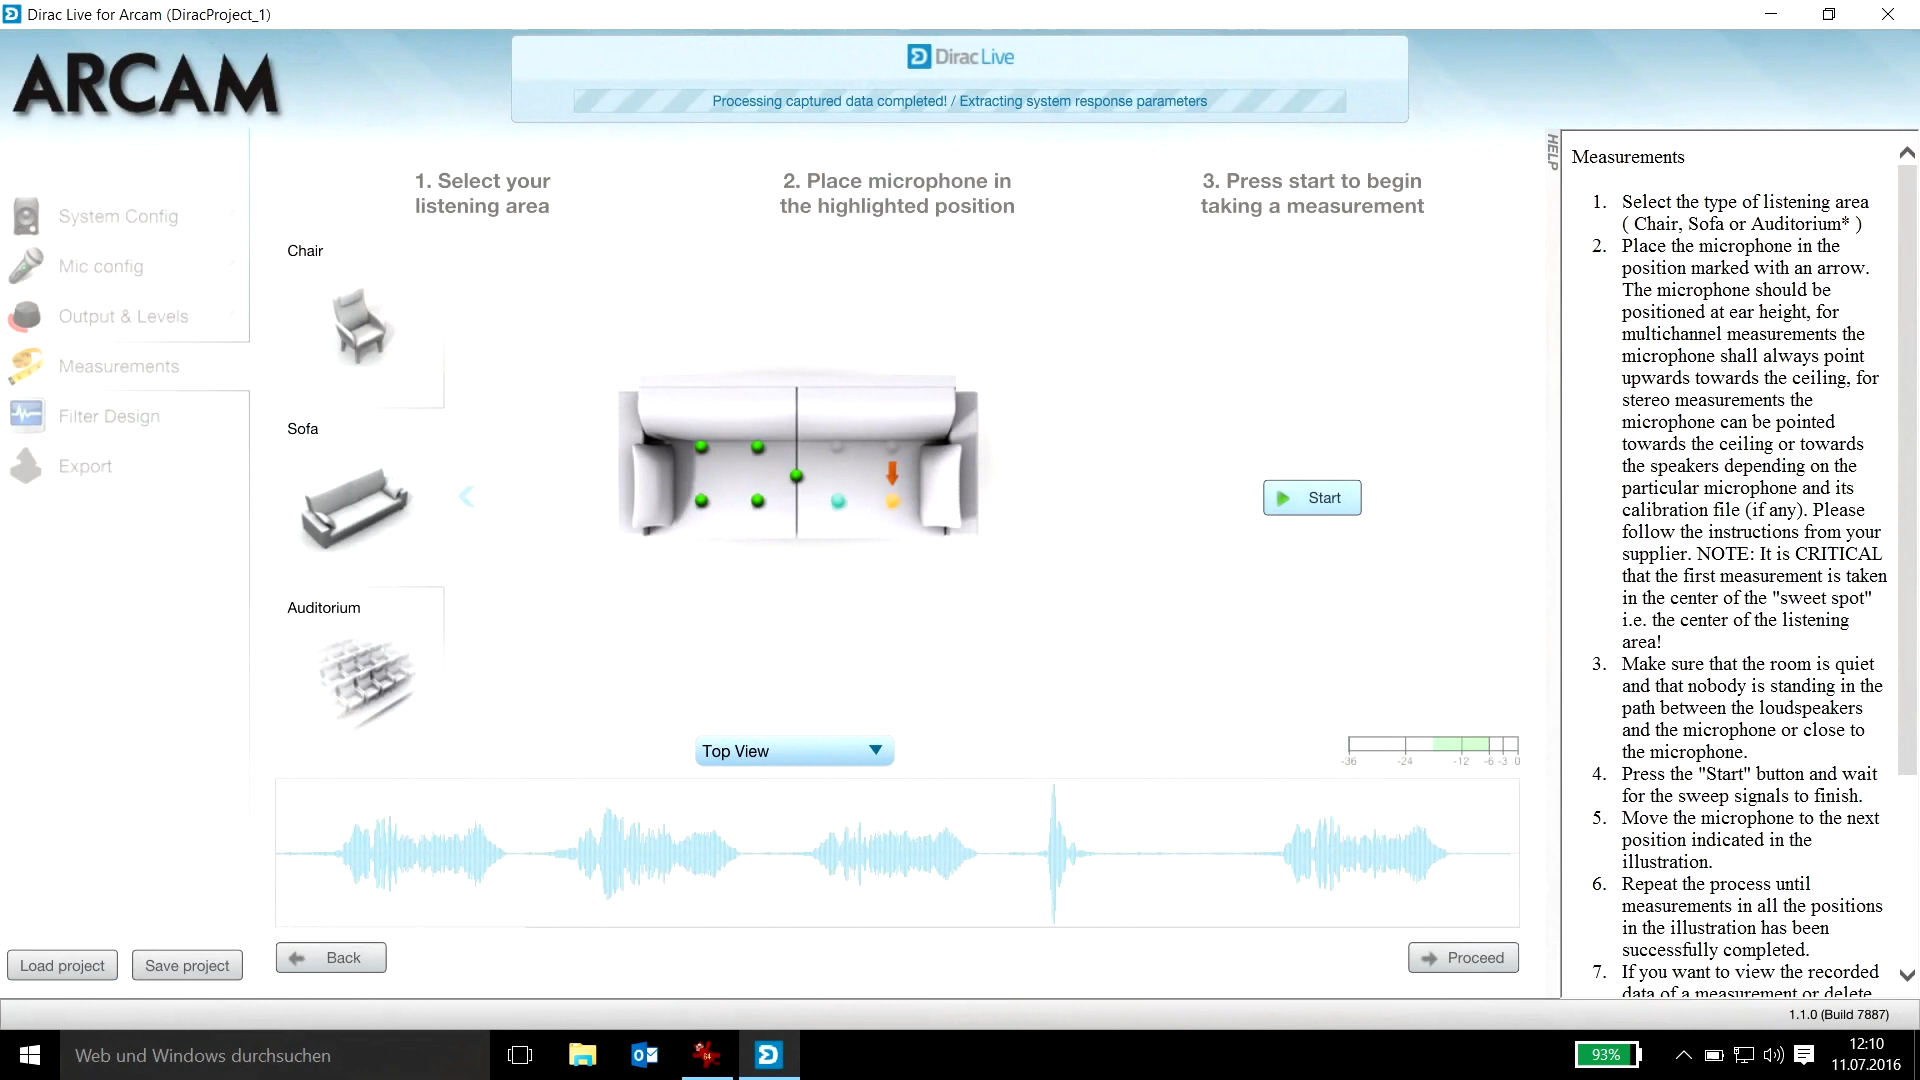 Dirac Live for Arcam (DiracProject_1)
ARCAM
Dirac Live
Processing captured data completed! / Extracting system response parameters
System Config
Mic config
Output & Levels
Measurements
Filter Design
Export
1. Select your
listening area
2. Place microphone in
the highlighted position
3. Press start to begin
taking a measurement
Chair
Sofa
Auditorium
Start
Top View
-36 -24 -12 -6 -3 0
Load project
Save project
Back
Proceed
HELP
Measurements
1. Select the type of listening area
( Chair, Sofa or Auditorium* )
2. Place the microphone in the
position marked with an arrow.
The microphone should be
positioned at ear height, for
multichannel measurements the
microphone shall always point
upwards towards the ceiling, for
stereo measurements the
microphone can be pointed
towards the ceiling or towards
the speakers depending on the
particular microphone and its
calibration file (if any). Please
follow the instructions from your
supplier. NOTE: It is CRITICAL
that the first measurement is taken
in the center of the "sweet spot"
i.e. the center of the listening
area!
3. Make sure that the room is quiet
and that nobody is standing in the
path between the loudspeakers
and the microphone or close to
the microphone.
4. Press the "Start" button and wait
for the sweep signals to finish.
5. Move the microphone to the next
position indicated in the
illustration.
6. Repeat the process until
measurements in all the positions
in the illustration has been
successfully completed.
7. If you want to view the recorded
data of a measurement or delete
1.1.0 (Build 7887)
Web und Windows durchsuchen
64
93%
12:10
11.07.2016